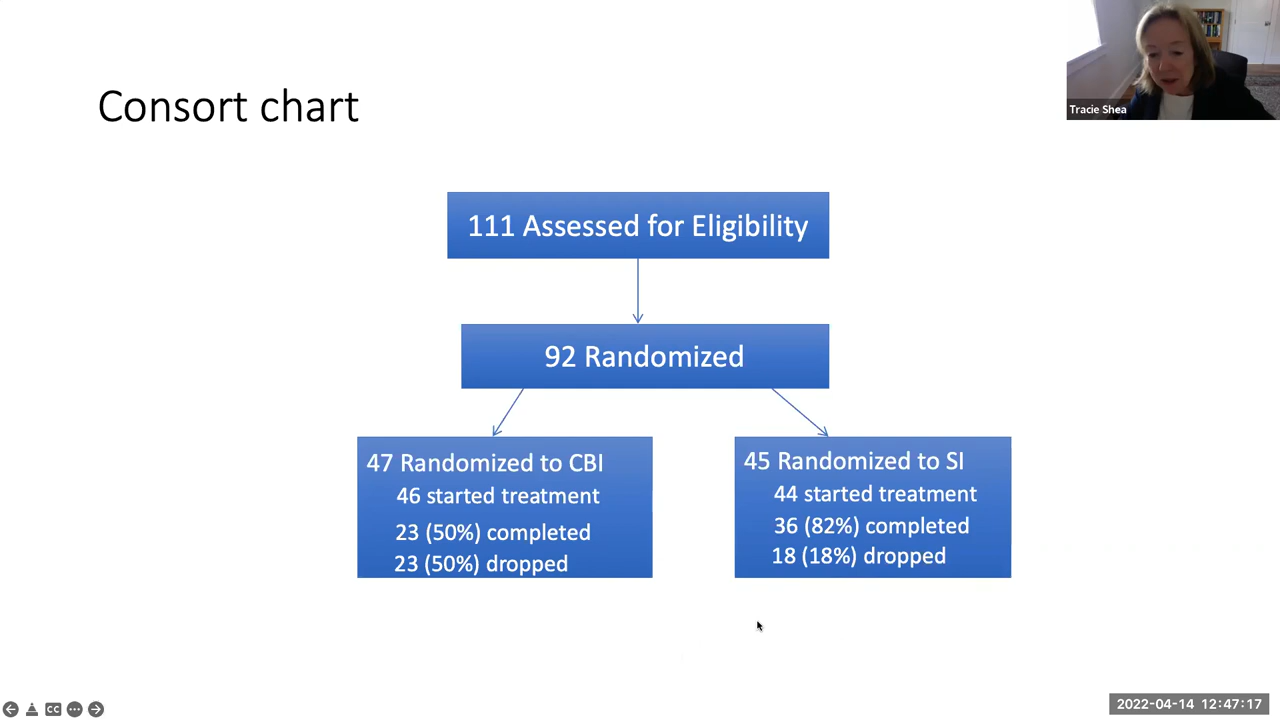 Tracie Shea
Consort chart
111 Assessed for Eligibility
92 Randomized
47 Randomized to CBI
46 started treatment
23 (50%) completed
23 (50%) dropped
45 Randomized to SI
44 started treatment
36 (82%) completed
18 (18%) dropped
CC
2022-04-14 12:47:17